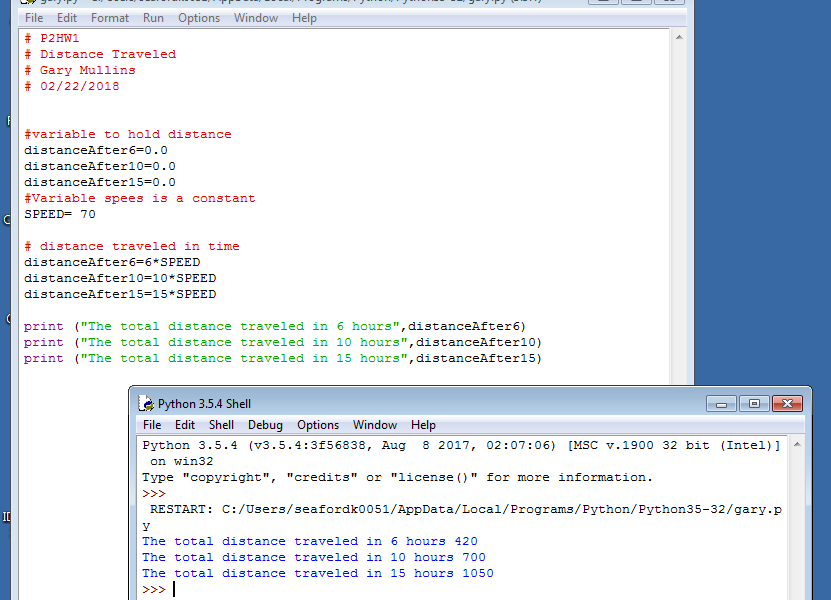 File Edit Format Run Options Window Help
# P2HW1
# Distance Traveled
# Gary Mullins
# 02/22/2018
#variable to hold distance
distanceAfter6=0.0
distanceAfter10=0.0
distanceAfter15=0.0
#Variable spees is a constant
SPEED= 70
# distance traveled in time
distanceAfter6=6*SPEED
distanceAfter10=10*SPEED
distanceAfter15=15*SPEED
print ("The total distance traveled in 6 hours",distanceAfter6)
print ("The total distance traveled in 10 hours",distanceAfter10)
print ("The total distance traveled in 15 hours",distanceAfter15)
Python 3.5.4 Shell
File Edit Shell Debug Options Window Help
Python 3.5.4 (v3.5.4:3f56838, Aug  8 2017, 02:07:06) [MSC v.1900 32 bit (Intel)]
on win32
Type "copyright", "credits" or "license()" for more information.
>>>
RESTART: C:/Users/seafordk0051/AppData/Local/Programs/Python/Python35-32/gary.p
y
The total distance traveled in 6 hours 420
The total distance traveled in 10 hours 700
The total distance traveled in 15 hours 1050
>>>